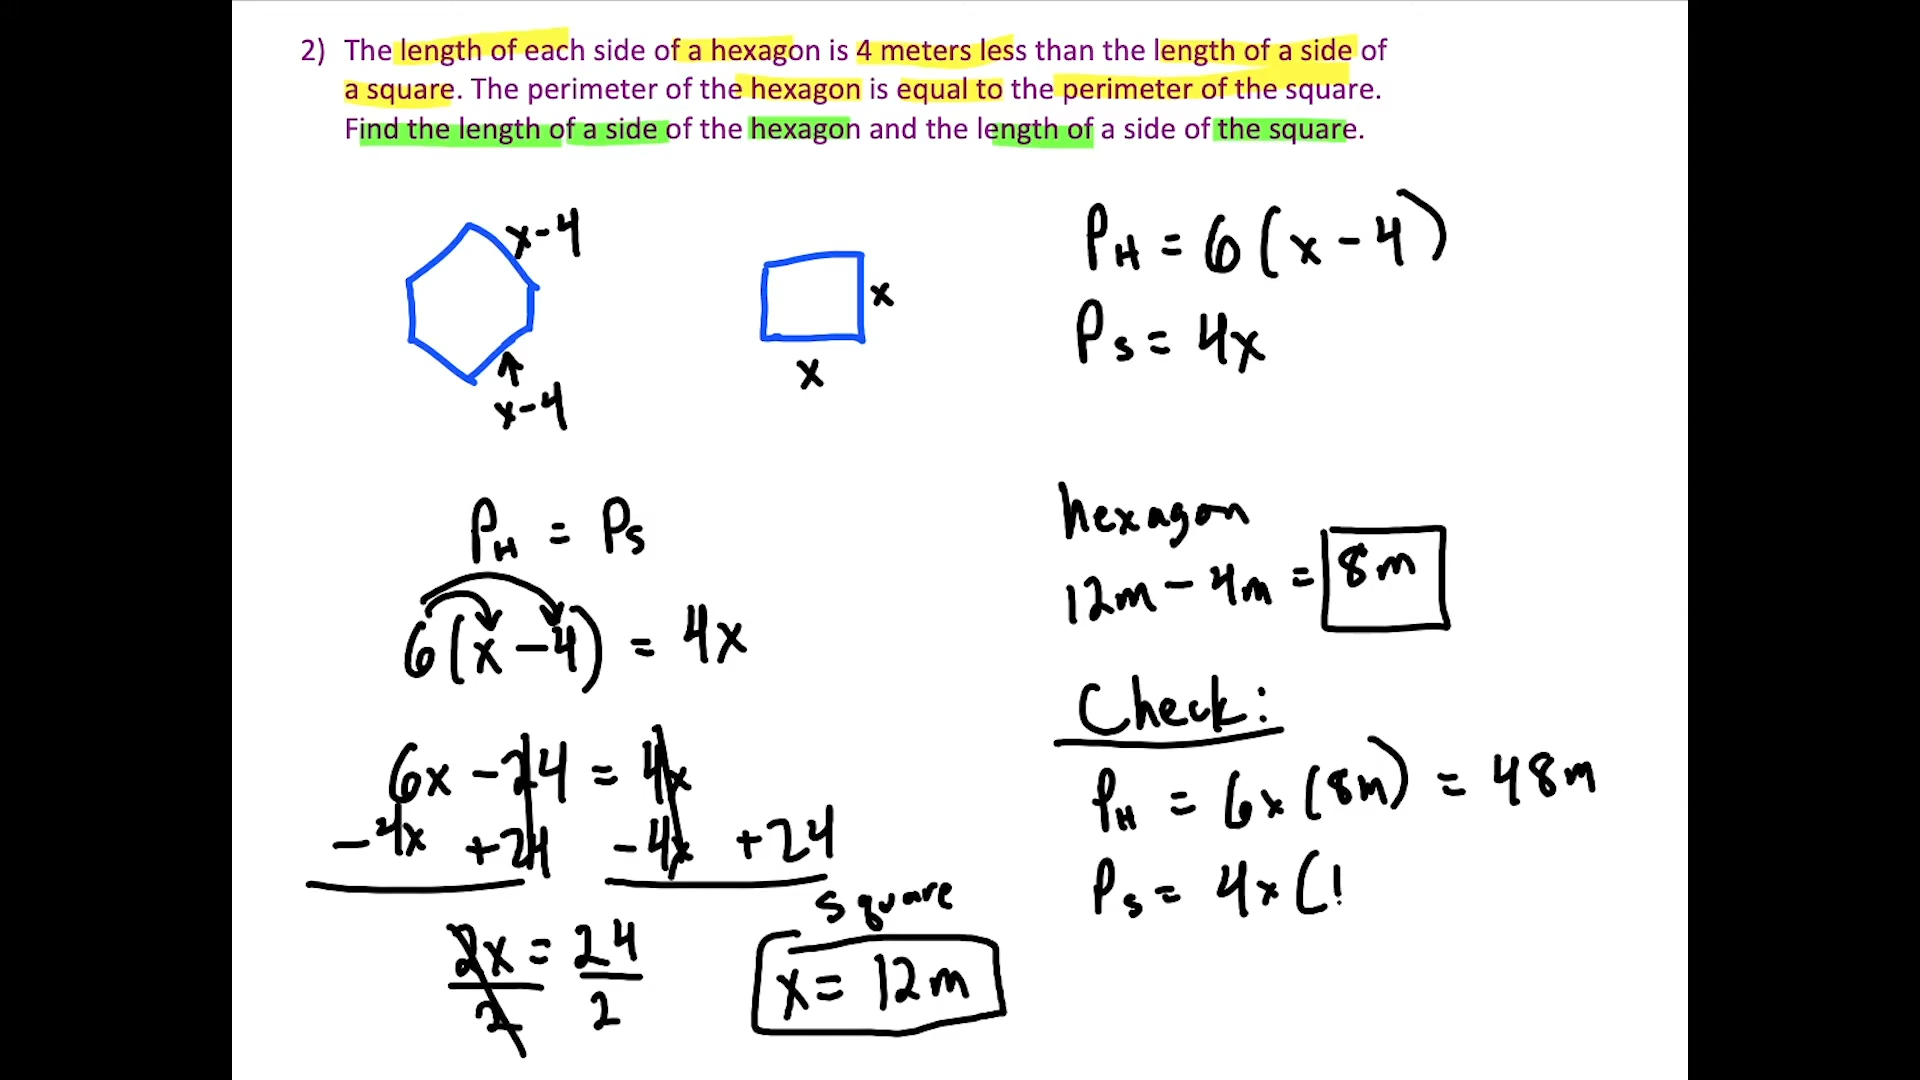 2) The length of each side of a hexagon is 4 meters less than the length of a side of
a square. The perimeter of the hexagon is equal to the perimeter of the square.
Find the length of a side of the hexagon and the length of a side of the square.
x-4
x
x
x-4
PH = 6(x-4)
PS = 4x
PH = PS
6(x-4) = 4x
6x -24 = 4x
-4x +24 -4x +24
2x = 24
2 2
square
x = 12m
hexagon
12m - 4m = 8m
Check:
PH = 6x(8m) = 48m
PS = 4x(1